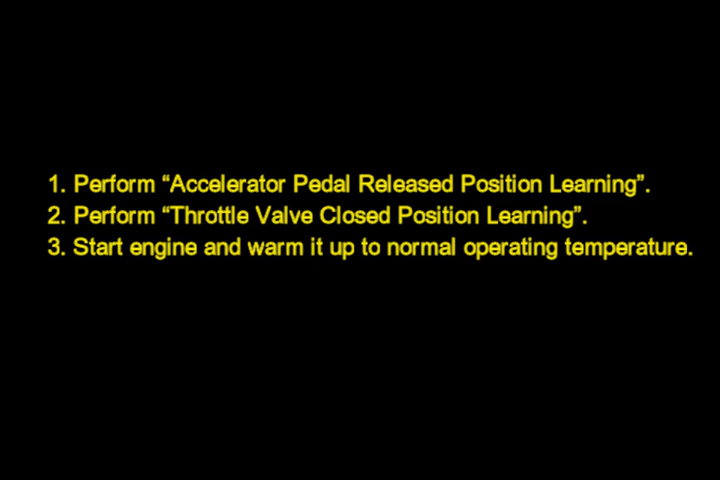 1. Perform “Accelerator Pedal Released Position Learning”.
2. Perform “Throttle Valve Closed Position Learning”.
3. Start engine and warm it up to normal operating temperature.